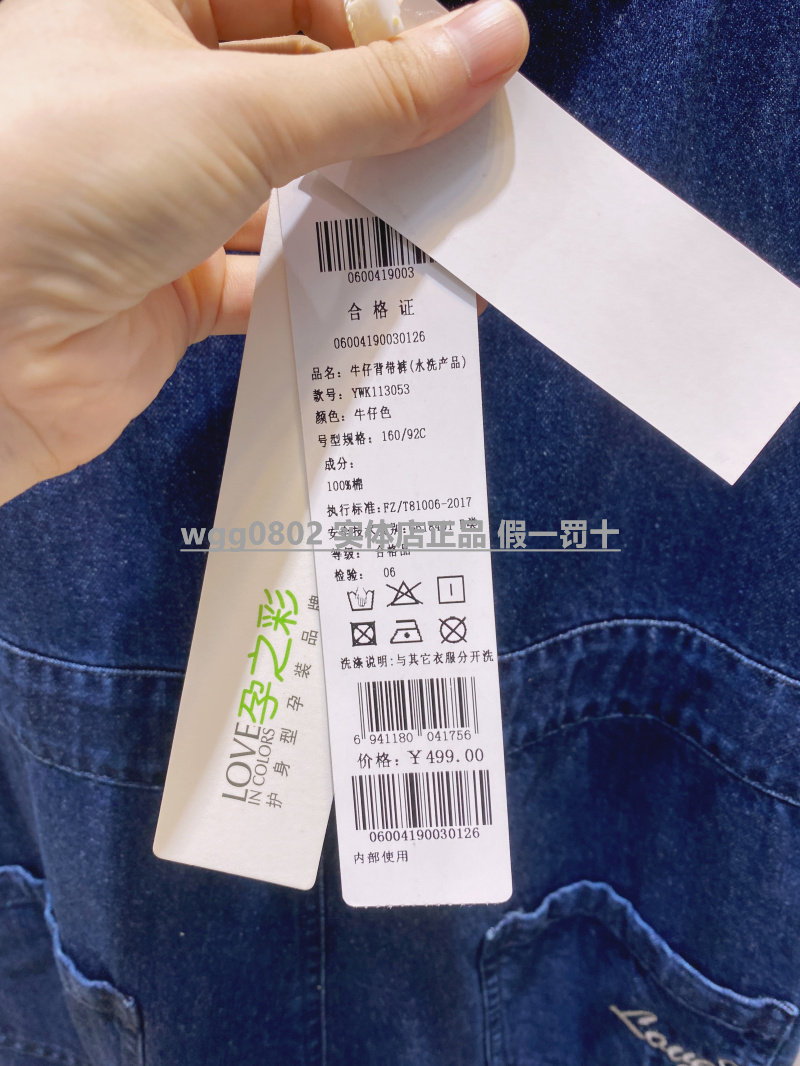 0600419003
合格证
06004190030126
品名: 牛仔背带裤(水洗产品)
款号: YWK113053
颜色: 牛仔色
号型规格: 160/92C
成分:
100%棉
执行标准:FZ/T81006-2017
wgg0802 实体店正品 假一罚十
等级: 合格品
检验: 06
洗涤说明:与其它衣服分开洗
6 941180 041756
价格: ¥499.00
06004190030126
内部使用
孕之彩
LOVE
IN COLORS
护身型孕装品牌